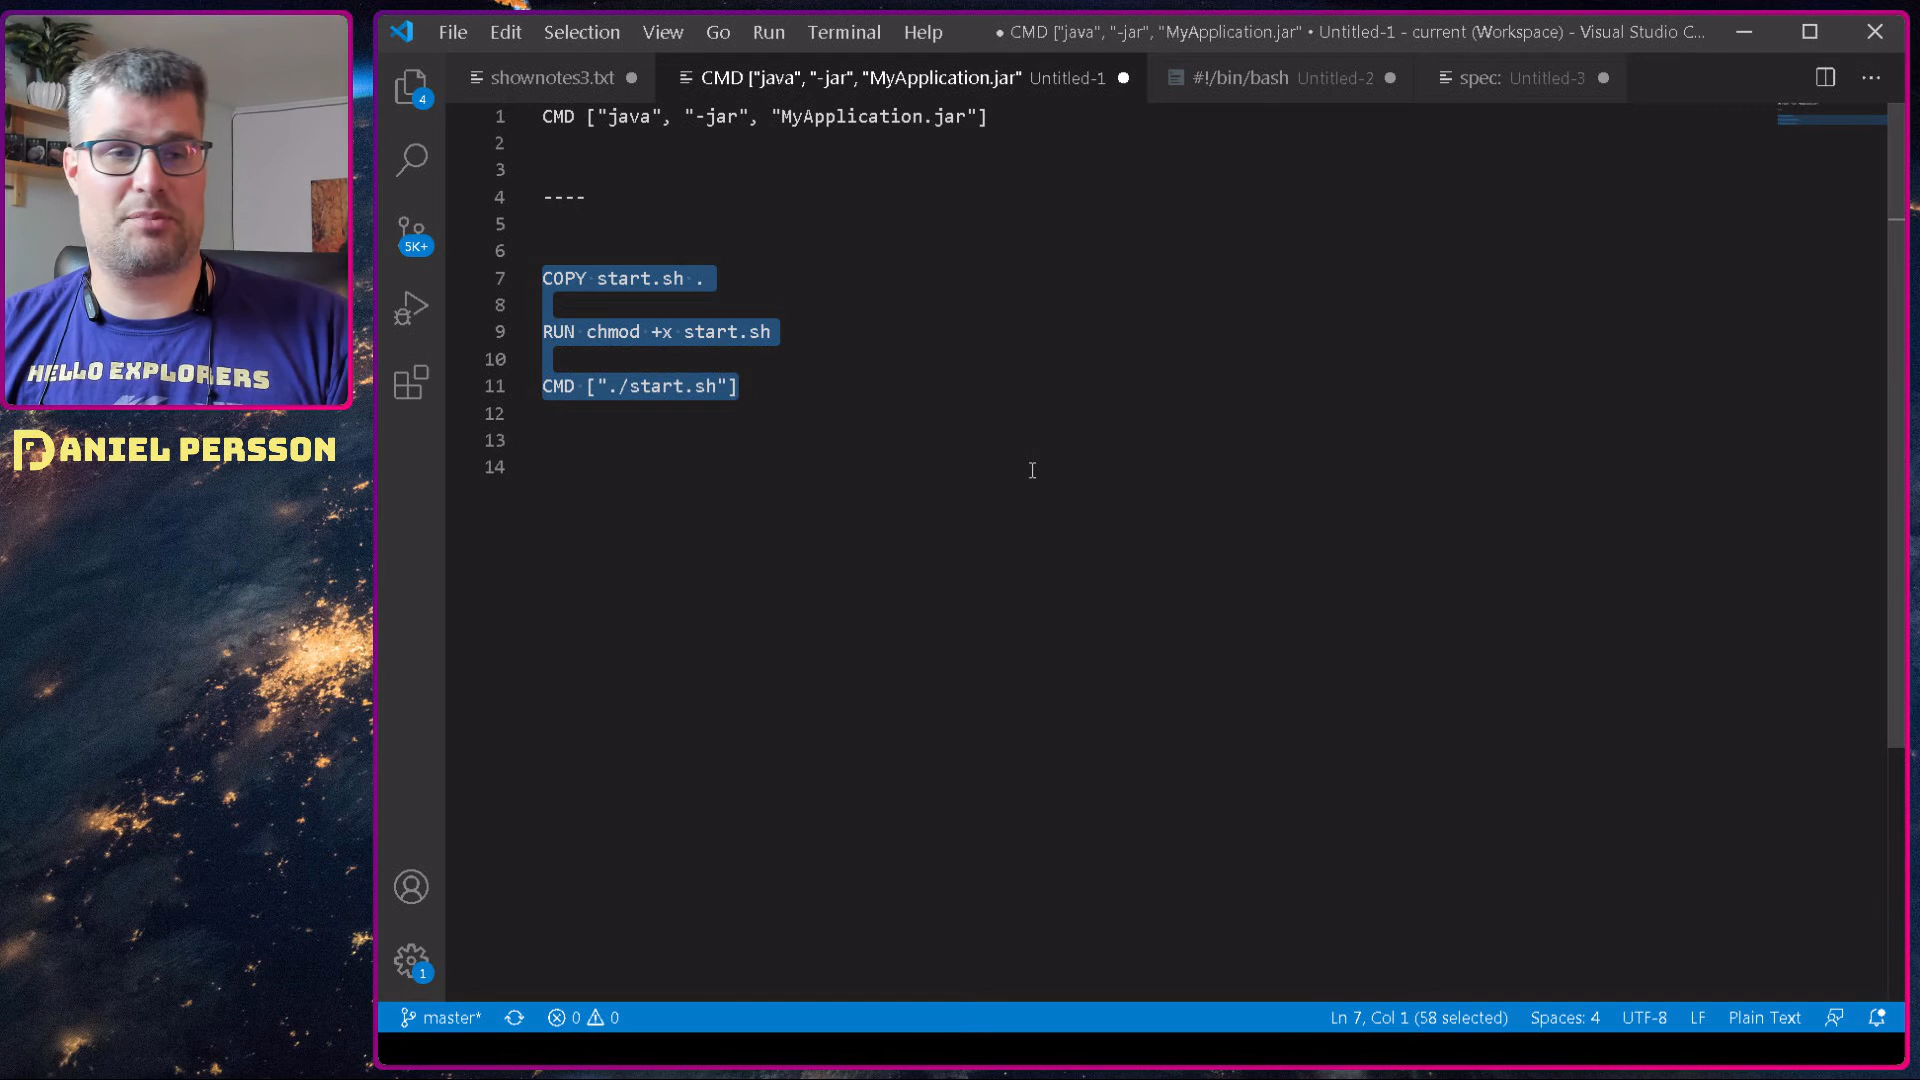 File Edit Selection View Go Run Terminal Help ● CMD ["java", "-jar", "MyApplication.jar"] • Untitled-1 - current (Workspace) - Visual Studio C...
shownotes3.txt CMD ["java", "-jar", "MyApplication.jar" Untitled-1 #!/bin/bash Untitled-2 spec: Untitled-3
4
5K+
1 CMD ["java", "-jar", "MyApplication.jar"]
2
3
4 ----
5
6
7 COPY start.sh .
8
9 RUN chmod +x start.sh
10
11 CMD ["./start.sh"]
12
13
14
HELLO EXPLORERS
DANIEL PERSSON
1
master* 0 0 Ln 7, Col 1 (58 selected) Spaces: 4 UTF-8 LF Plain Text